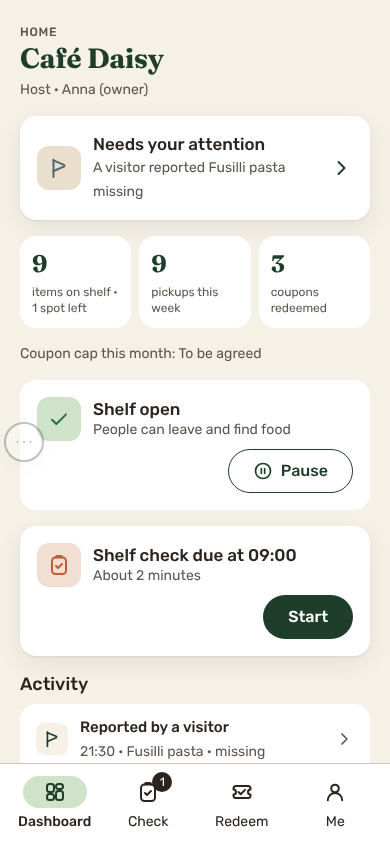 HOME
Café Daisy
Host • Anna (owner)
Needs your attention
A visitor reported Fusilli pasta
missing
9
items on shelf •
1 spot left
9
pickups this
week
3
coupons
redeemed
Coupon cap this month: To be agreed
Shelf open
People can leave and find food
Pause
Shelf check due at 09:00
About 2 minutes
Start
Activity
Reported by a visitor
21:30 • Fusilli pasta • missing
1
Dashboard
Check
Redeem
Me